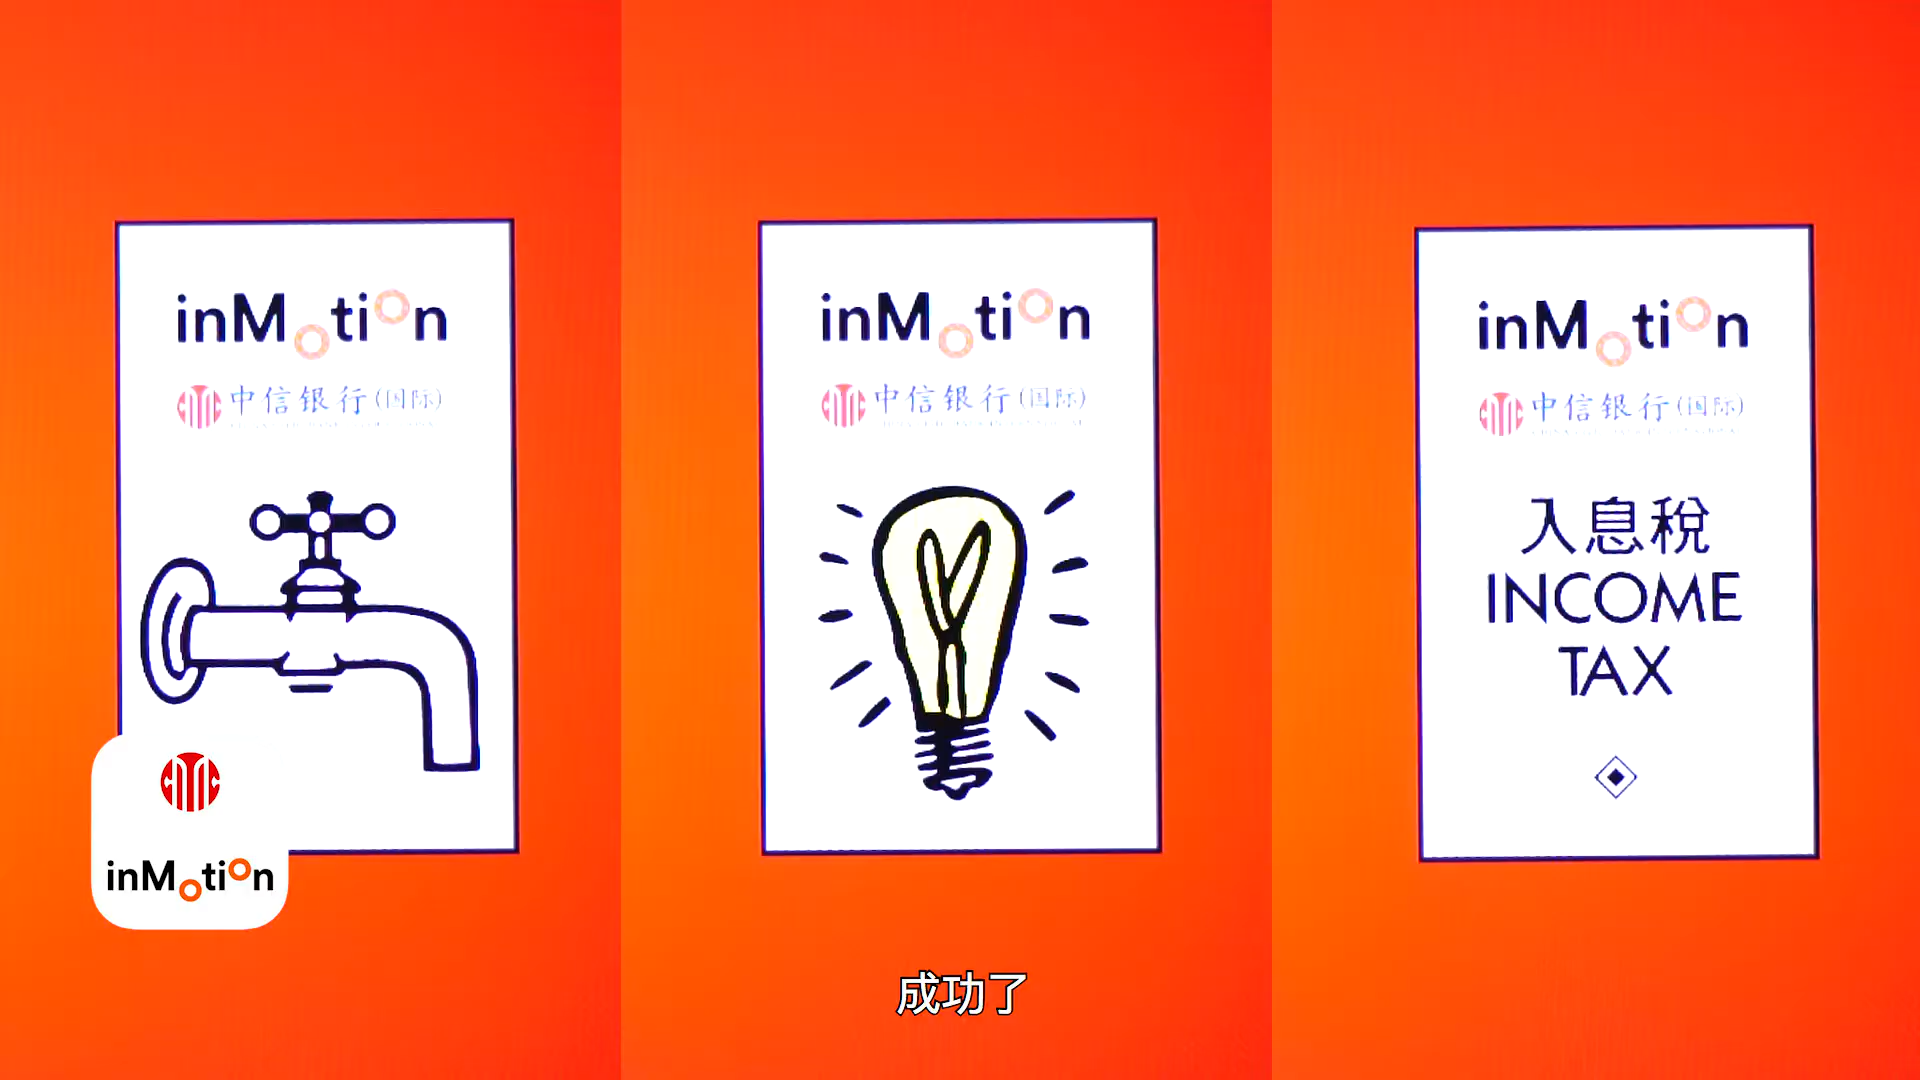 inMotion
中信银行(国际)
inMotion
中信银行(国际)
inMotion
中信银行(国际)
入息稅
INCOME
TAX
inMotion
成功了